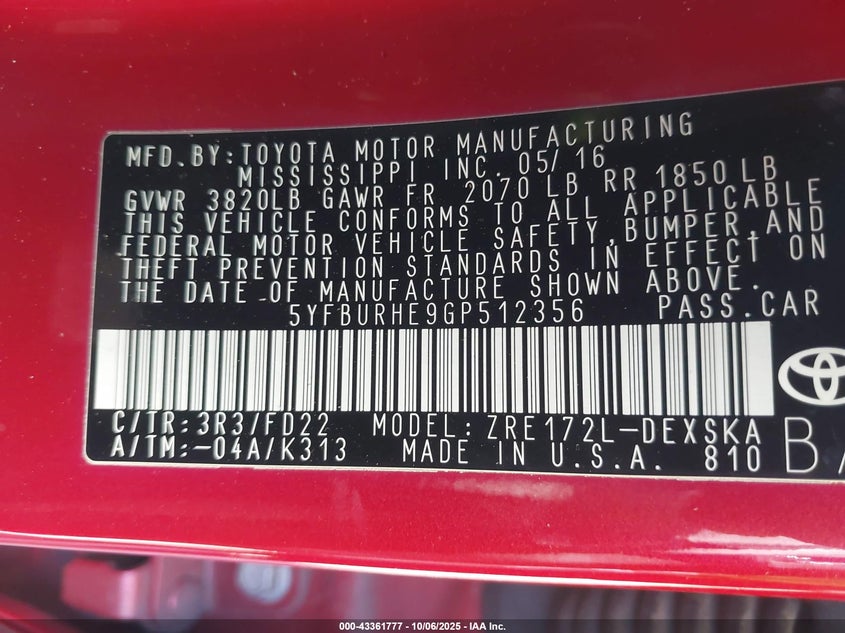 MFD.BY:TOYOTA MOTOR MANUFACTURING
MISSISSIPPI INC. 05/16
GVWR 3820LB GAWR FR 2070 LB RR 1850 LB
THIS VEHICLE CONFORMS TO ALL APPLICABLE
FEDERAL MOTOR VEHICLE SAFETY,BUMPER,AND
THEFT PREVENTION STANDARDS IN EFFECT ON
THE DATE OF MANUFACTURE SHOWN ABOVE.
5YFBURHE9GP512356 PASS.CAR
C/TR:3R3/FD22 MODEL:ZRE172L-DEXSKA
A/TM:-04A/K313 MADE IN U.S.A. 810
000-43361777 - 10/06/2025 - IAA Inc.